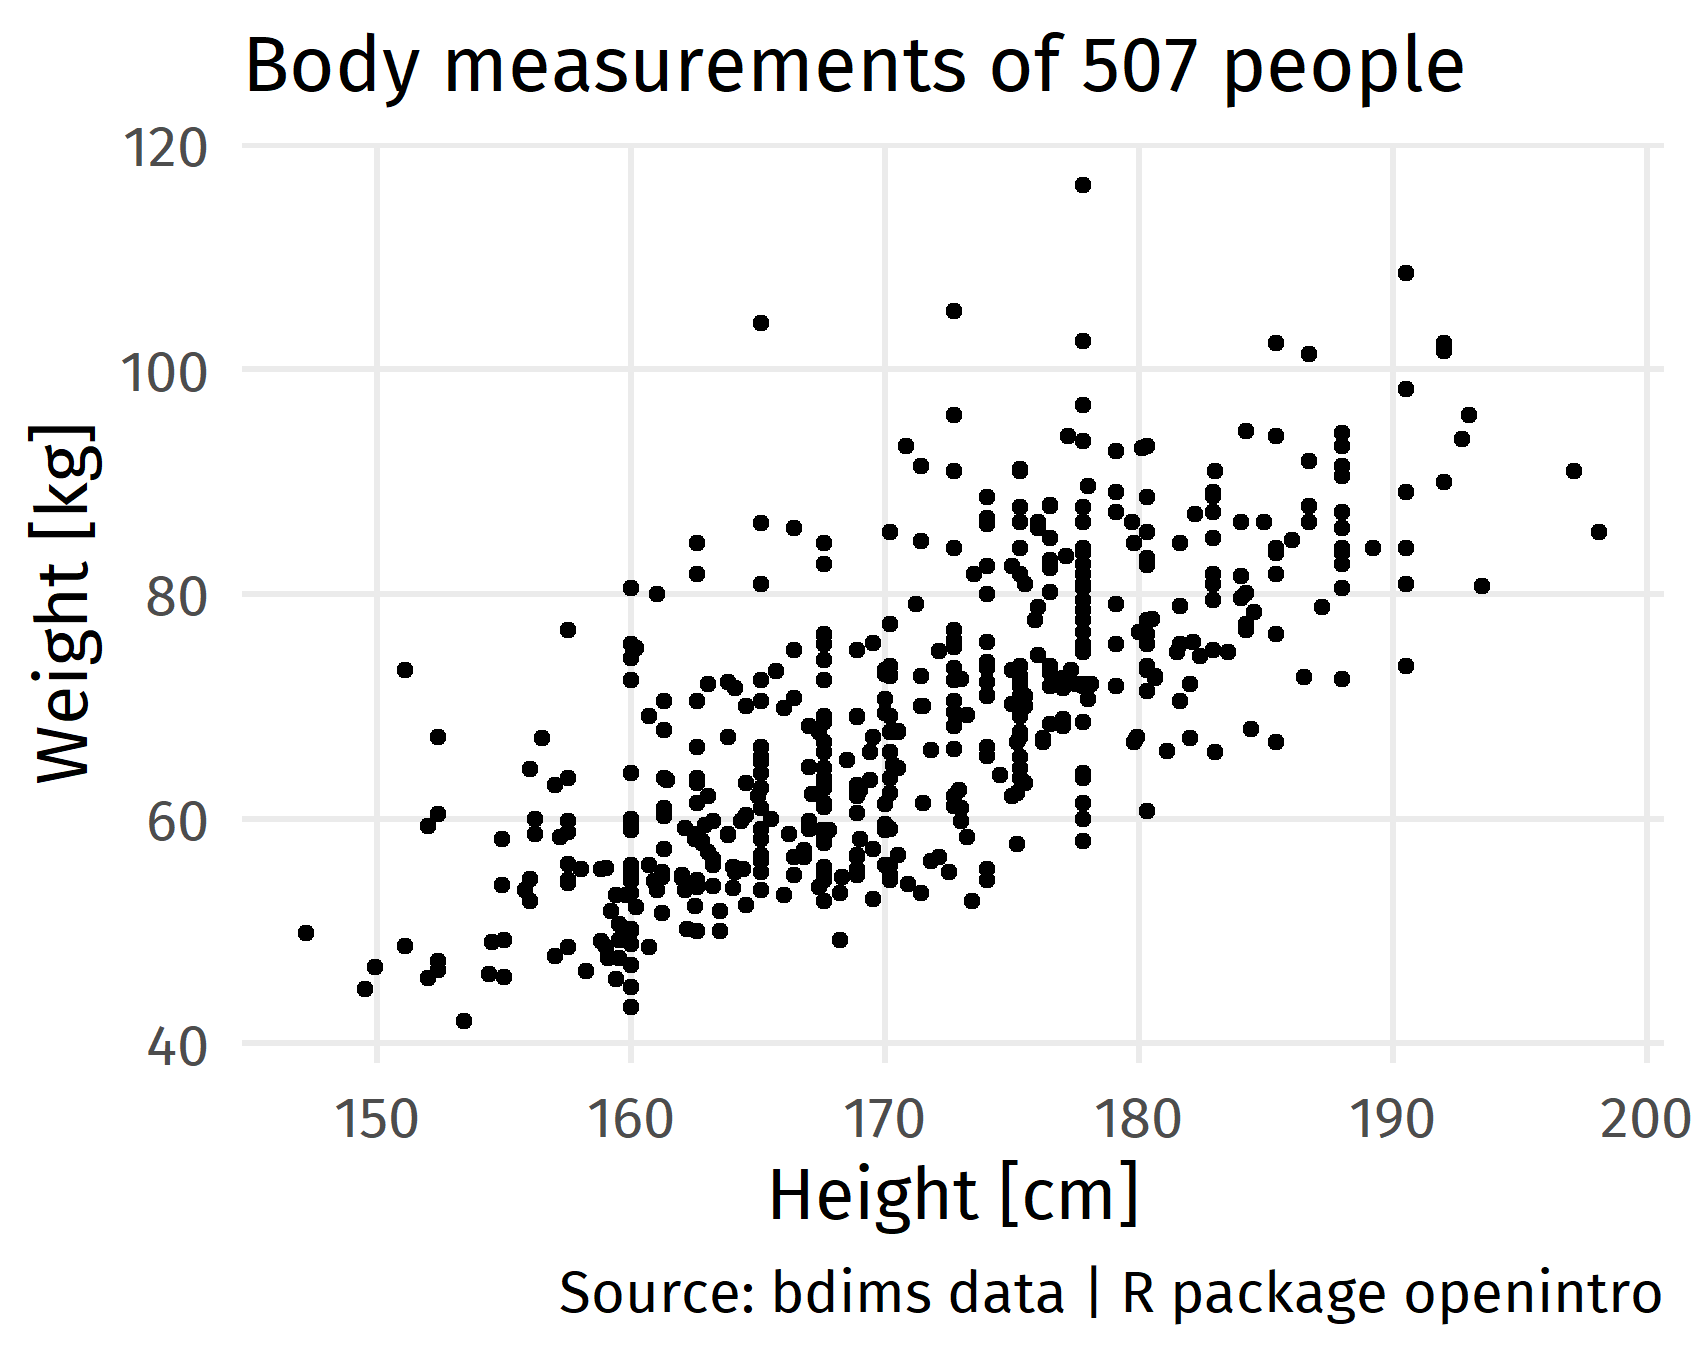 Body measurements of 507 people
120
100
80
60
40
Weight [kg]
150 160 170 180 190 200
Height [cm]
Source: bdims data | R package openintro